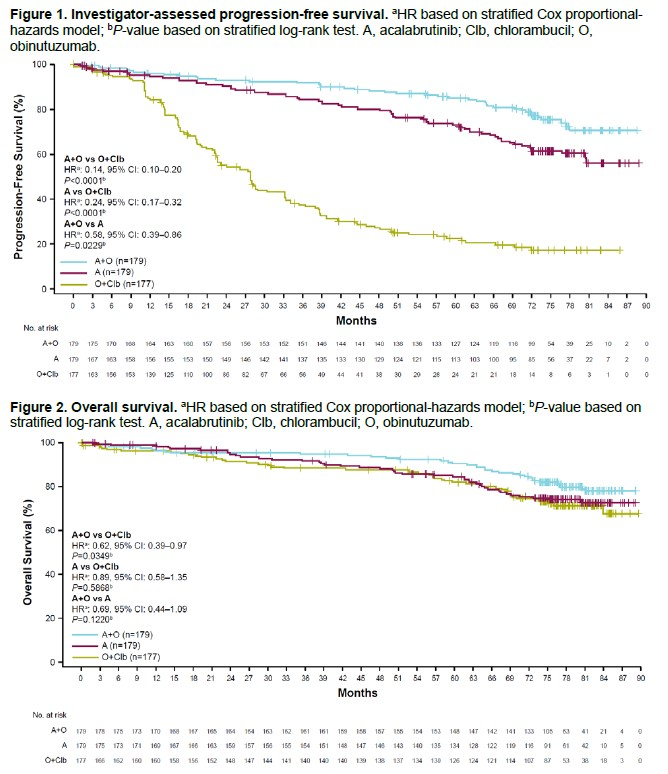 Figure 1. Investigator-assessed progression-free survival. ᵃHR based on stratified Cox proportional-
hazards model; ᵇP-value based on stratified log-rank test. A, acalabrutinib; Clb, chlorambucil; O,
obinutuzumab.
Progression-Free Survival (%)
100
80
60
40
20
0
A+O vs O+Clb
HRᵃ: 0.14, 95% CI: 0.10–0.20
P<0.0001ᵇ
A vs O+Clb
HRᵃ: 0.24, 95% CI: 0.17–0.32
P<0.0001ᵇ
A+O vs A
HRᵃ: 0.58, 95% CI: 0.39–0.86
P=0.0229ᵇ
A+O (n=179)
A (n=179)
O+Clb (n=177)
0 3 6 9 12 15 18 21 24 27 30 33 36 39 42 45 48 51 54 57 60 63 66 69 72 75 78 81 84 87 90
Months
No. at risk
A+O 179 175 170 168 164 163 160 157 156 156 153 152 151 146 144 141 140 138 136 133 127 124 119 116 99 54 39 25 10 2 0
A 179 167 163 158 156 155 153 150 149 146 142 141 137 135 133 130 129 124 121 115 113 103 100 95 85 56 37 22 7 2 0
O+Clb 177 163 156 153 139 125 110 100 86 82 67 66 56 49 44 41 38 30 29 28 24 21 21 18 14 8 6 3 1 0 0
Figure 2. Overall survival. ᵃHR based on stratified Cox proportional-hazards model; ᵇP-value based on
stratified log-rank test. A, acalabrutinib; Clb, chlorambucil; O, obinutuzumab.
Overall Survival (%)
100
80
60
40
20
0
A+O vs O+Clb
HRᵃ: 0.62, 95% CI: 0.39–0.97
P=0.0349ᵇ
A vs O+Clb
HRᵃ: 0.89, 95% CI: 0.58–1.35
P=0.5868ᵇ
A+O vs A
HRᵃ: 0.69, 95% CI: 0.44–1.09
P=0.1220ᵇ
A+O (n=179)
A (n=179)
O+Clb (n=177)
0 3 6 9 12 15 18 21 24 27 30 33 36 39 42 45 48 51 54 57 60 63 66 69 72 75 78 81 84 87 90
Months
No. at risk
A+O 179 178 175 173 170 168 167 165 164 164 163 162 161 161 159 158 157 155 154 153 148 147 142 141 133 105 63 41 21 4 0
A 179 175 173 171 169 167 166 163 159 157 156 155 154 151 148 147 146 143 140 135 134 128 122 119 116 91 61 42 19 5 0
O+Clb 177 166 162 160 160 158 156 152 148 147 144 141 140 140 140 139 138 137 134 130 126 124 121 114 107 87 53 38 18 3 0